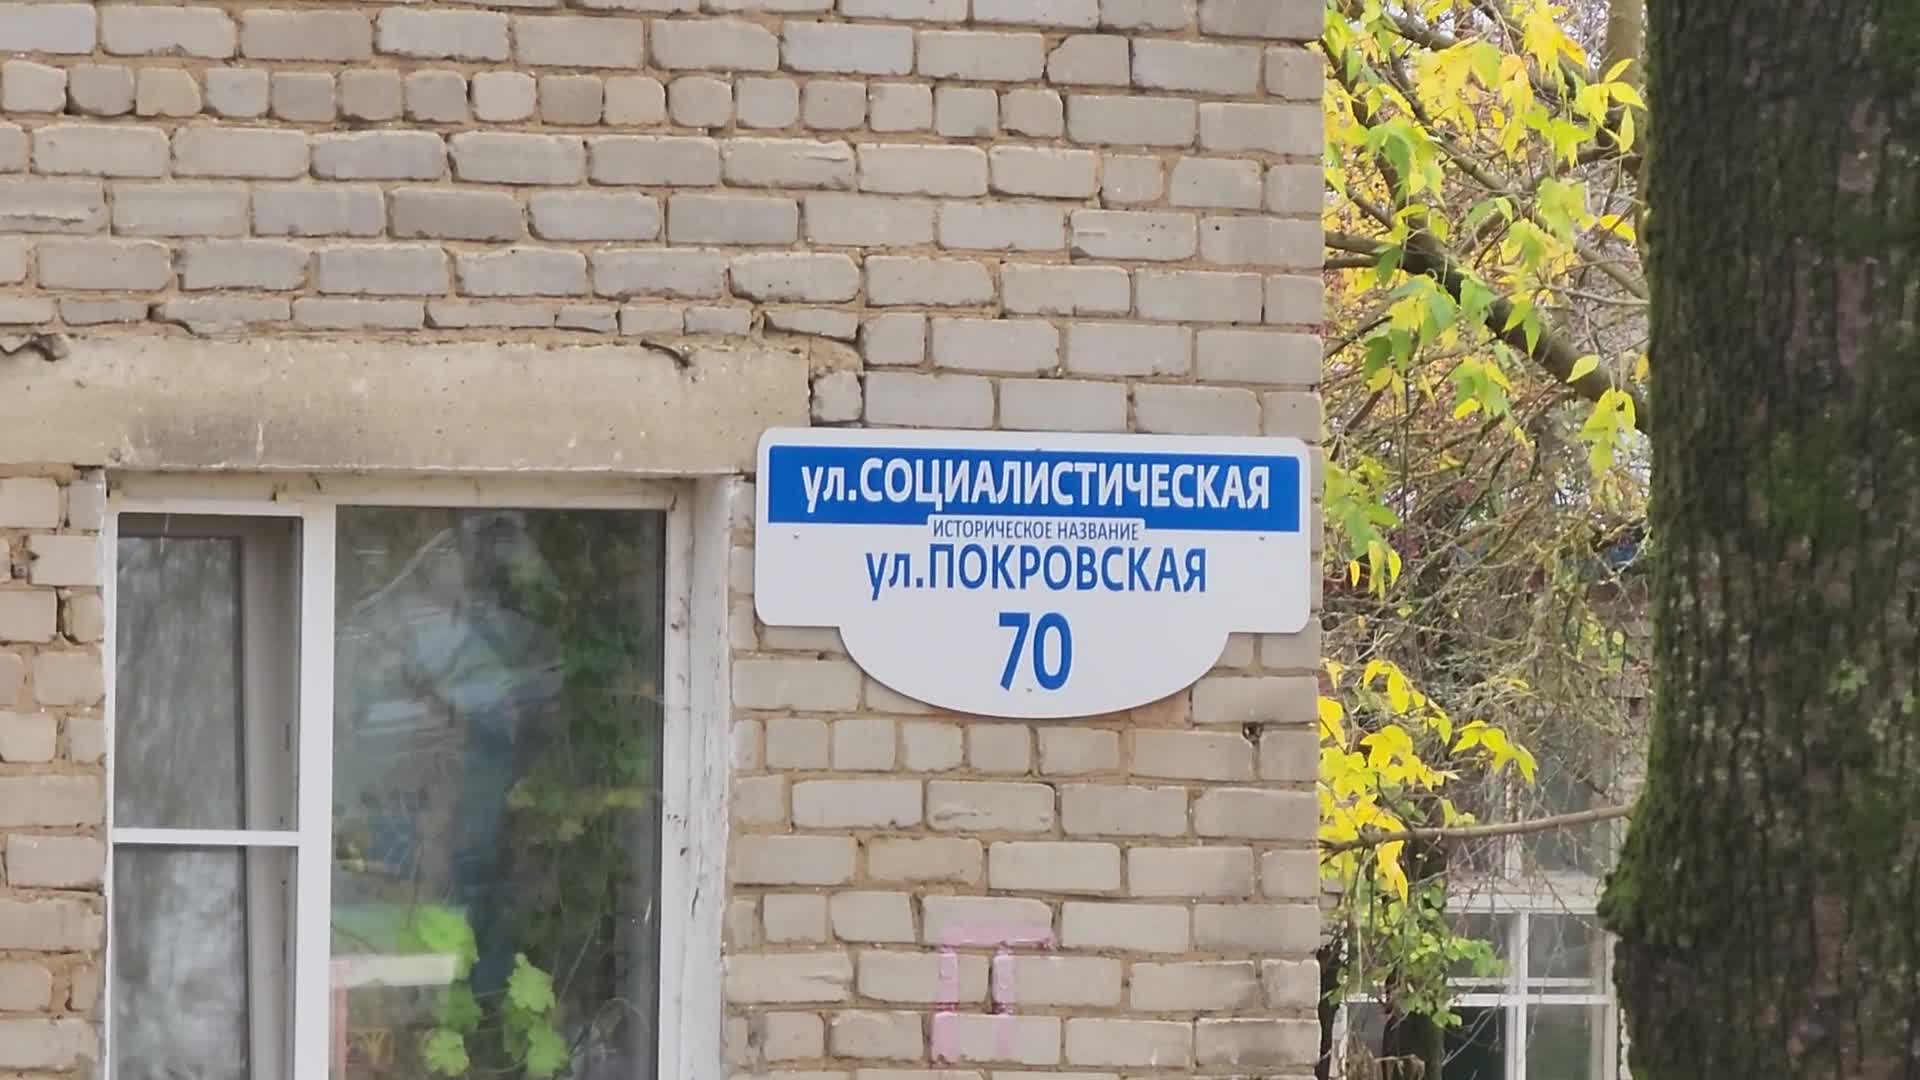 ул.СОЦИАЛИСТИЧЕСКАЯ
ИСТОРИЧЕСКОЕ НАЗВАНИЕ
ул.ПОКРОВСКАЯ
70
П